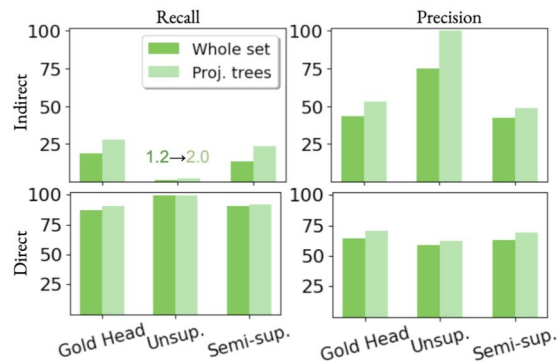 Recall
Precision
Indirect
100
75
50
25
Whole set
Proj. trees
1.2→2.0
100
75
50
25
Direct
100
75
50
25
100
75
50
25
Gold Head
Unsup.
Semi-sup.
Gold Head
Unsup.
Semi-sup.